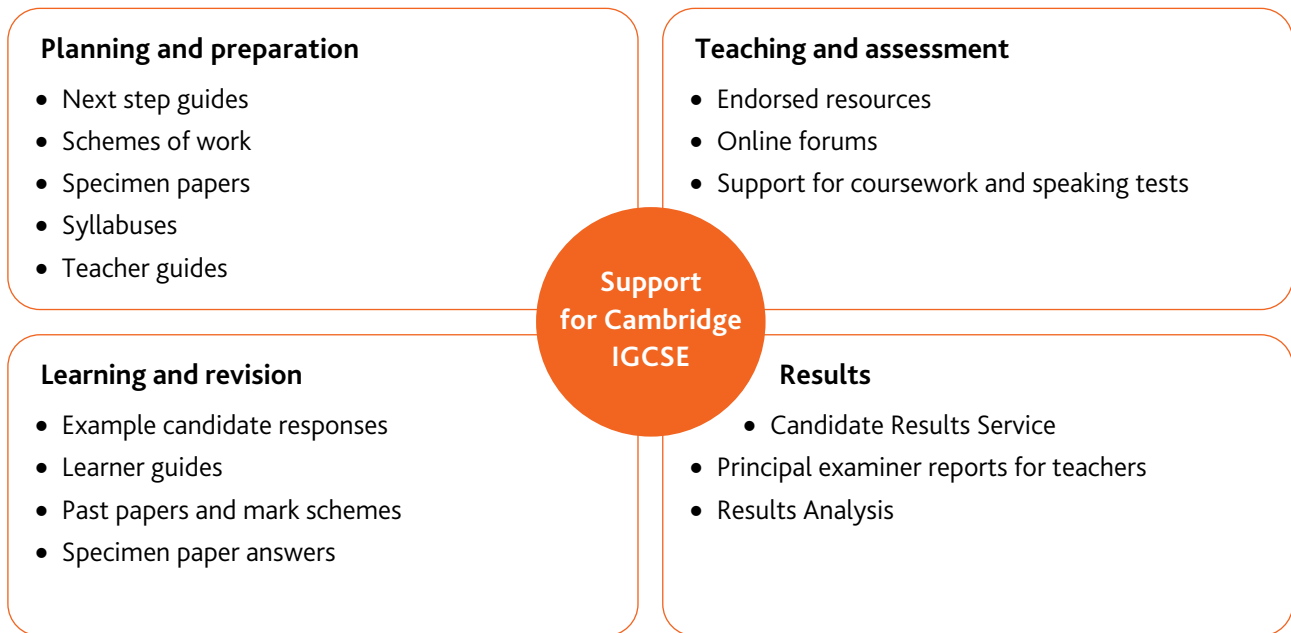 Planning and preparation
• Next step guides
• Schemes of work
• Specimen papers
• Syllabuses
• Teacher guides
Teaching and assessment
• Endorsed resources
• Online forums
• Support for coursework and speaking tests
Support
for Cambridge
IGCSE
Learning and revision
• Example candidate responses
• Learner guides
• Past papers and mark schemes
• Specimen paper answers
Results
• Candidate Results Service
• Principal examiner reports for teachers
• Results Analysis